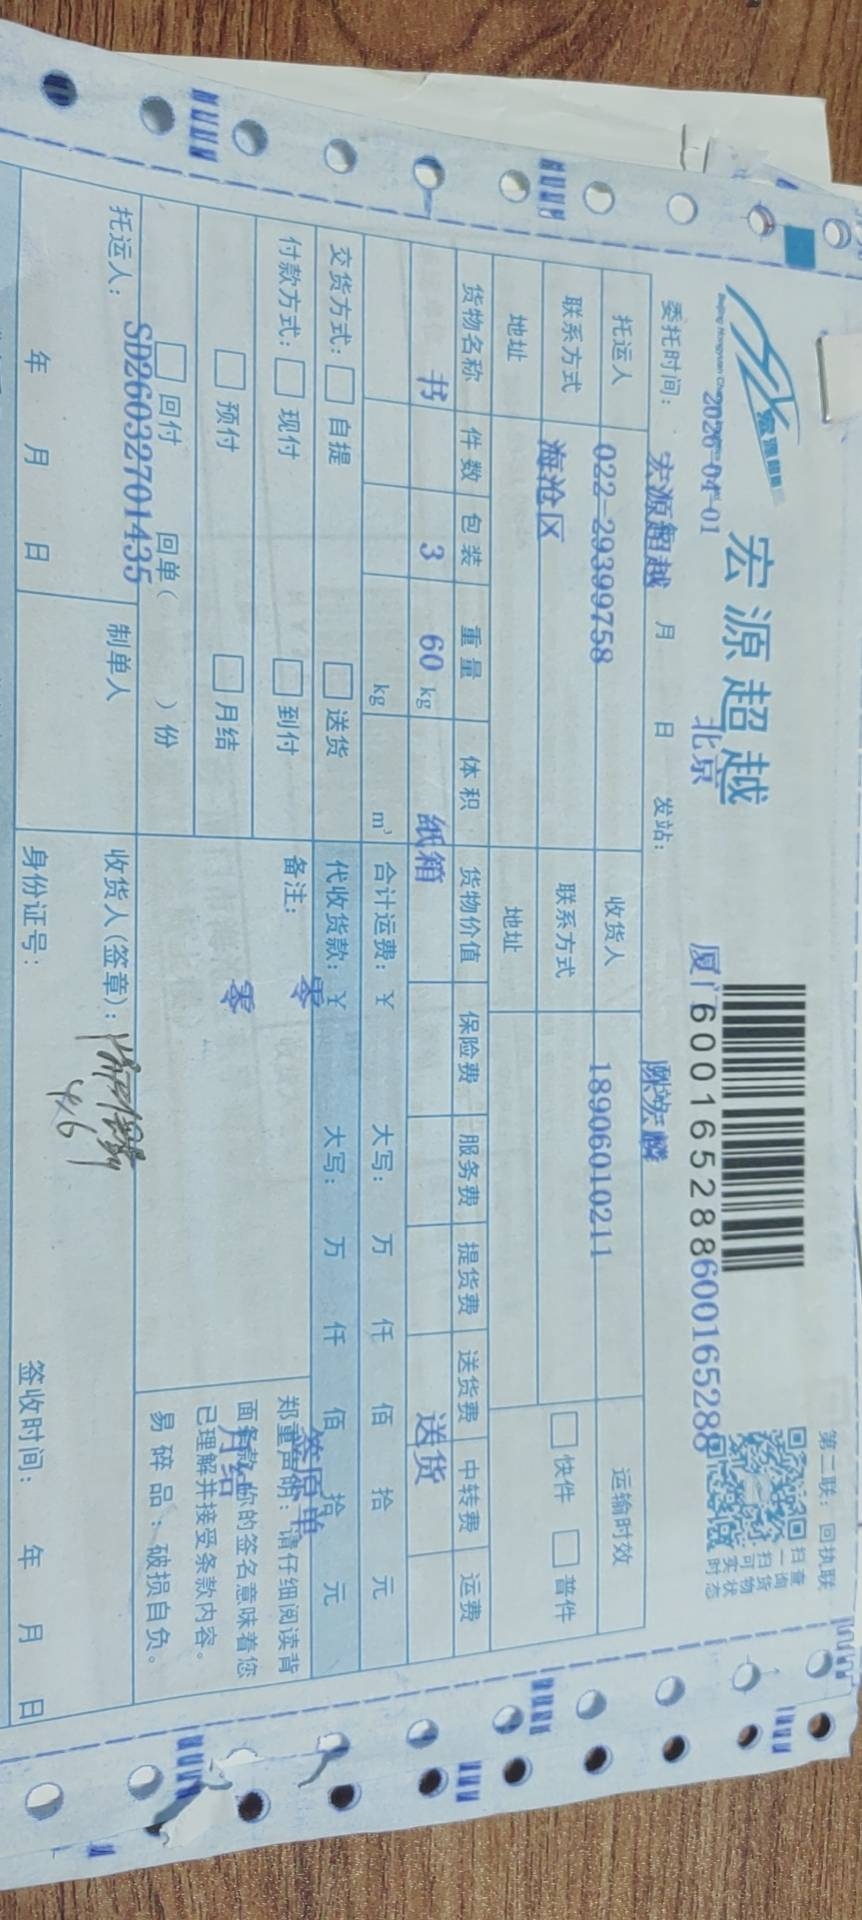 宏源超越
宏源超越
第二联：回执联
扫一扫可实时
查询货物状态
2026-04-01
北京
厦门
6001652886
00165288
委托时间： 月 日 发站：
宏源超越
托运人 收货人 运输时效
022-29399758
18906010211
联系方式 联系方式 快件 普件
海沧区
地址 地址
货物名称 件数 包装 重量 体积 货物价值 保险费 服务费 提货费 送货费 中转费 运费
书 3 60 kg 纸箱 送货
kg m³ 合计运费：¥ 大写： 万 仟 佰 拾 元
交货方式： 自提 送货 代收货款：¥ 大写： 万 仟 佰 拾 元
零
签原单
付款方式： 现付 到付 备注：
郑重声明：请仔细阅读背
面条款，你的签名意味着您
已理解并接受条款内容。
预付 月结
零
月结
回付 回单（ ）份
易碎品：破损自负。
SD2603270143​5
托运人： 制单人 收货人（签章）：
年 月 日 身份证号： 签收时间： 年 月 日